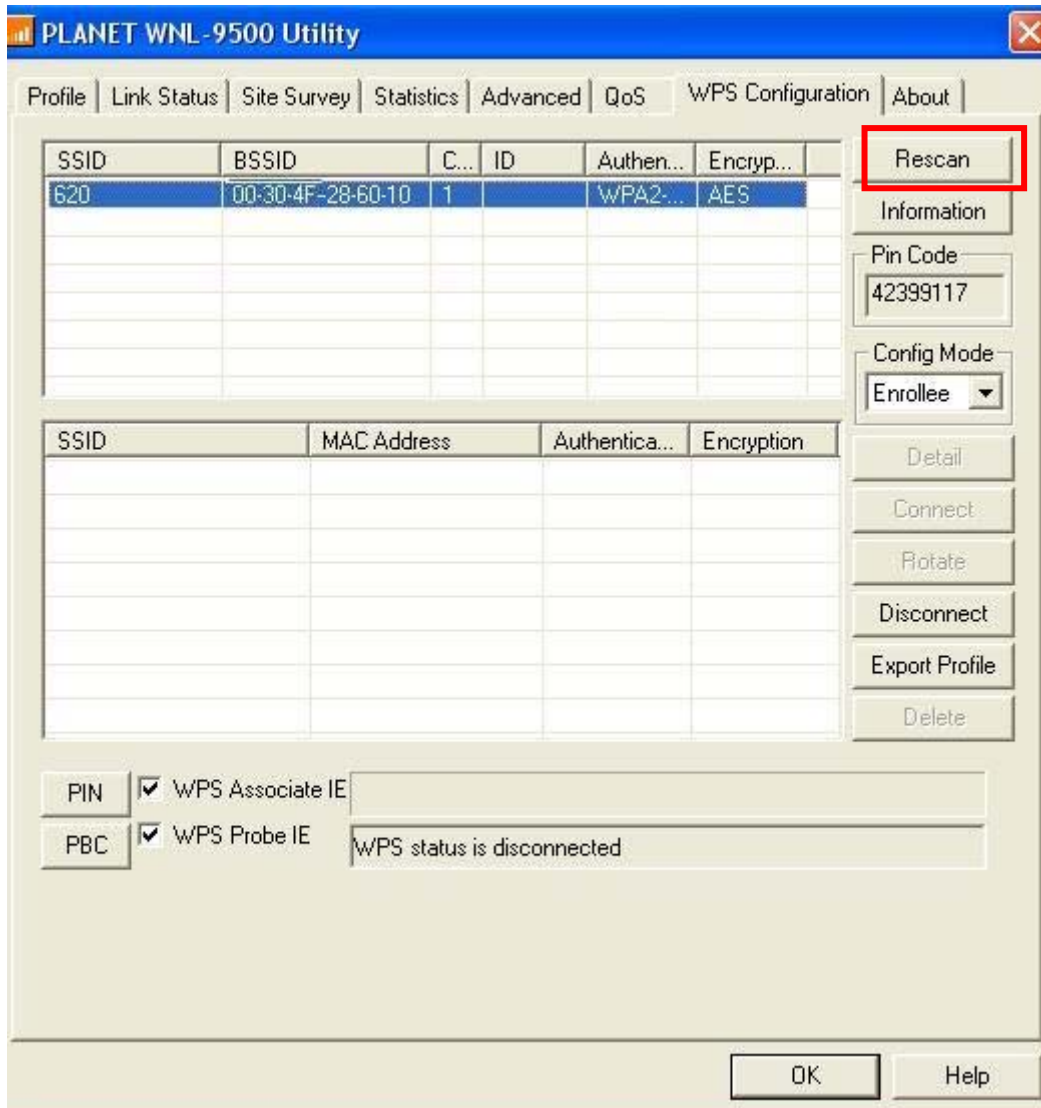 PLANET WNL-9500 Utility
Profile Link Status Site Survey Statistics Advanced QoS WPS Configuration About
SSID BSSID C... ID Authen... Encryp...
620 00-30-4F-28-60-10 1 WPA2-... AES
Rescan
Information
Pin Code
42399117
Config Mode
Enrollee
SSID MAC Address Authentica... Encryption
Detail
Connect
Rotate
Disconnect
Export Profile
Delete
PIN WPS Associate IE
PBC WPS Probe IE WPS status is disconnected
OK Help